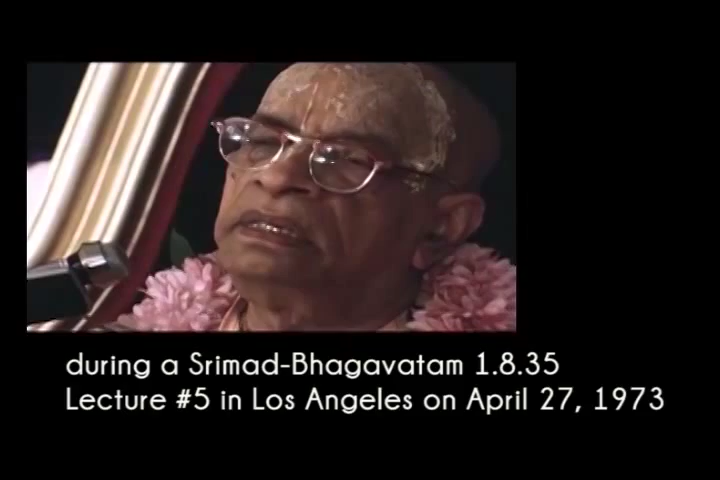 during a Srimad-Bhagavatam 1.8.35
Lecture #5 in Los Angeles on April 27, 1973